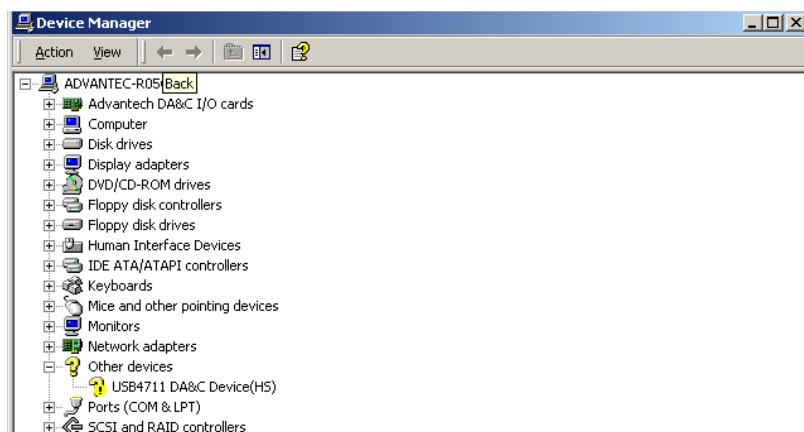 Device Manager
Action View
ADVANTEC-R05
Back
Advantech DA&C I/O cards
Computer
Disk drives
Display adapters
DVD/CD-ROM drives
Floppy disk controllers
Floppy disk drives
Human Interface Devices
IDE ATA/ATAPI controllers
Keyboards
Mice and other pointing devices
Monitors
Network adapters
Other devices
USB4711 DA&C Device(HS)
Ports (COM & LPT)
SCSI and RAID controllers